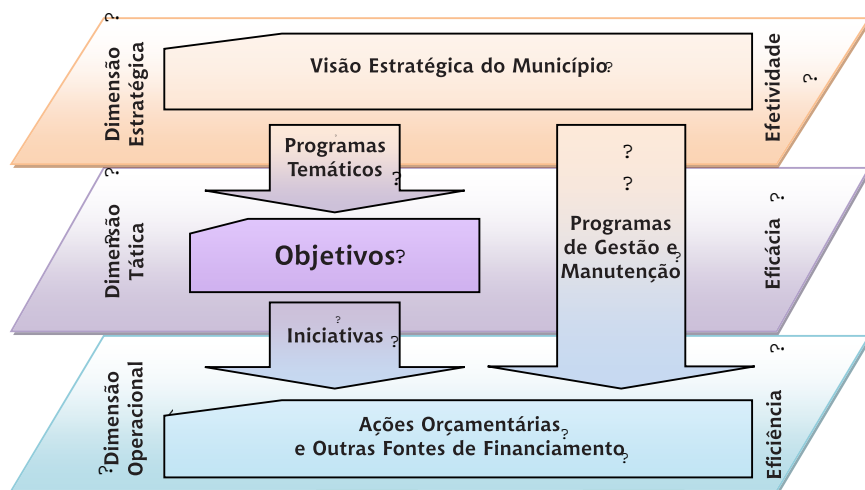 Dimensão
Estratégica
Visão Estratégica do Município?
Efetividade
?
?
Programas
Temáticos
?
?
?
Programas
de Gestão e
Manutenção
?
Dimensão
Tática
?
?
Objetivos?
Eficácia
?
?
Iniciativas
?
Dimensão
Operacional
?
Ações Orçamentárias
?
e Outras Fontes de Financiamento
?
Eficiência
?